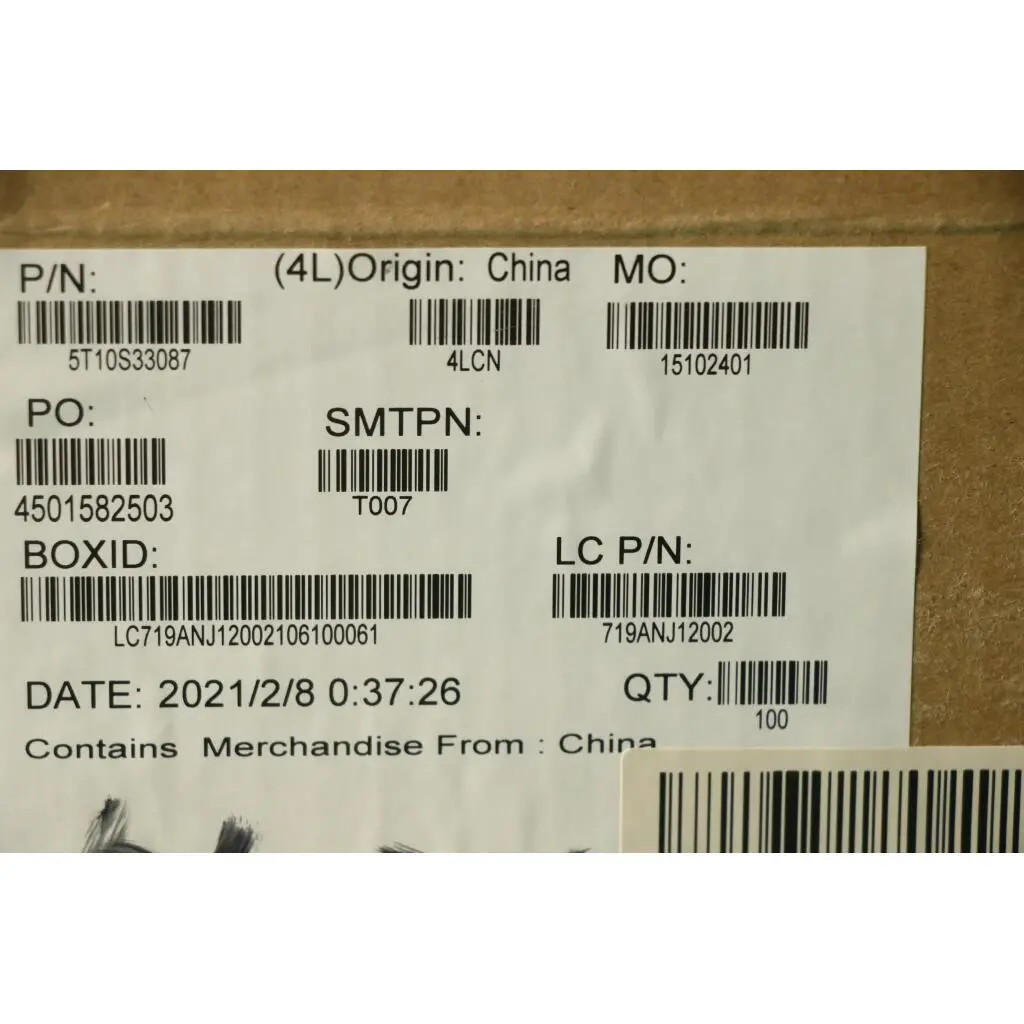 P/N: (4L)Origin: China MO:
5T10S33087 4LCN 15102401
PO: SMTPN:
4501582503 T007
BOXID: LC P/N:
LC719ANJ12002106100061 719ANJ12002
DATE: 2021/2/8 0:37:26 QTY:
100
Contains Merchandise From : China